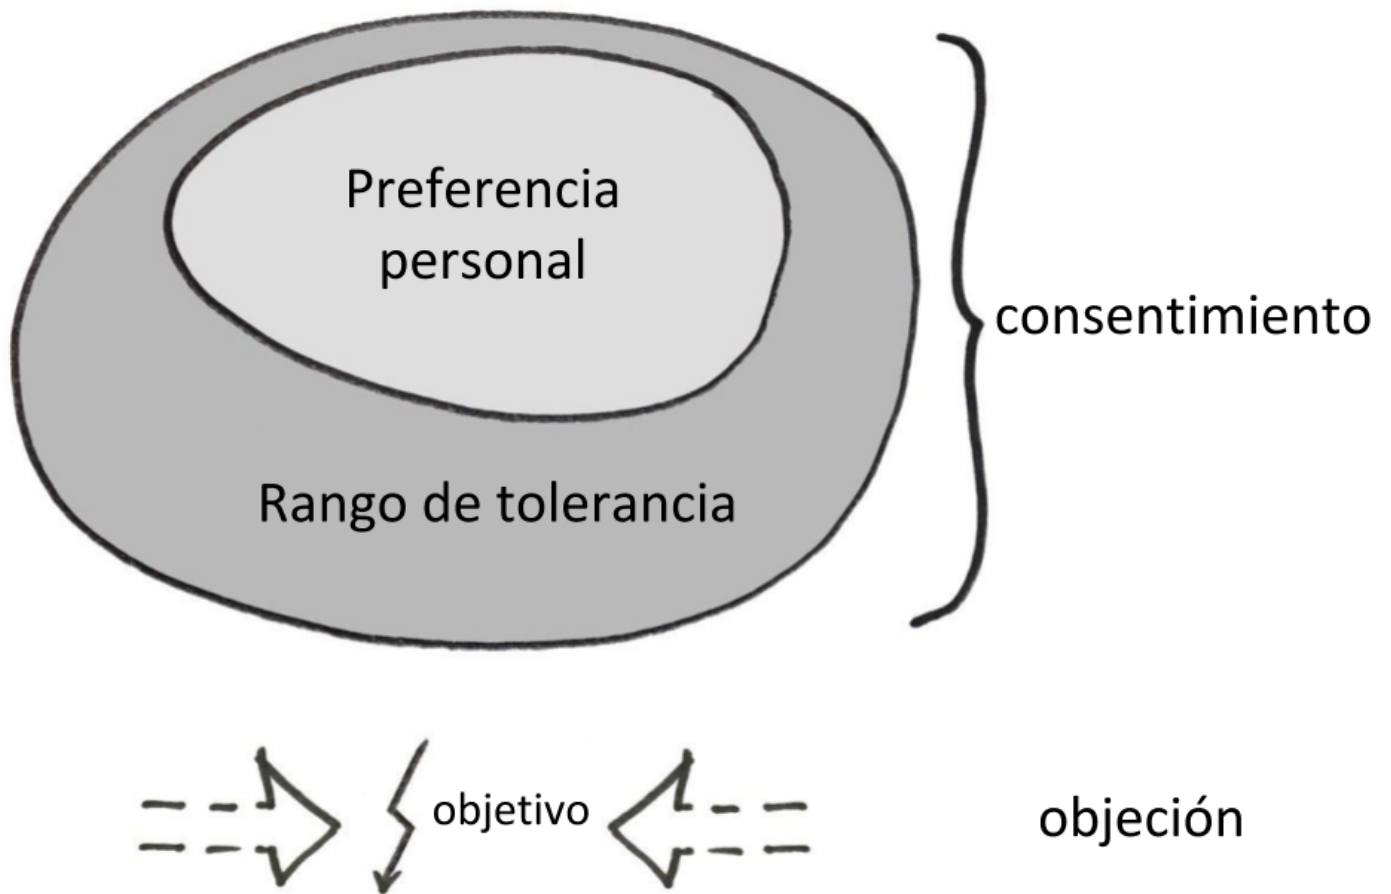 Preferencia
personal
consentimiento
Rango de tolerancia
objetivo
objeción